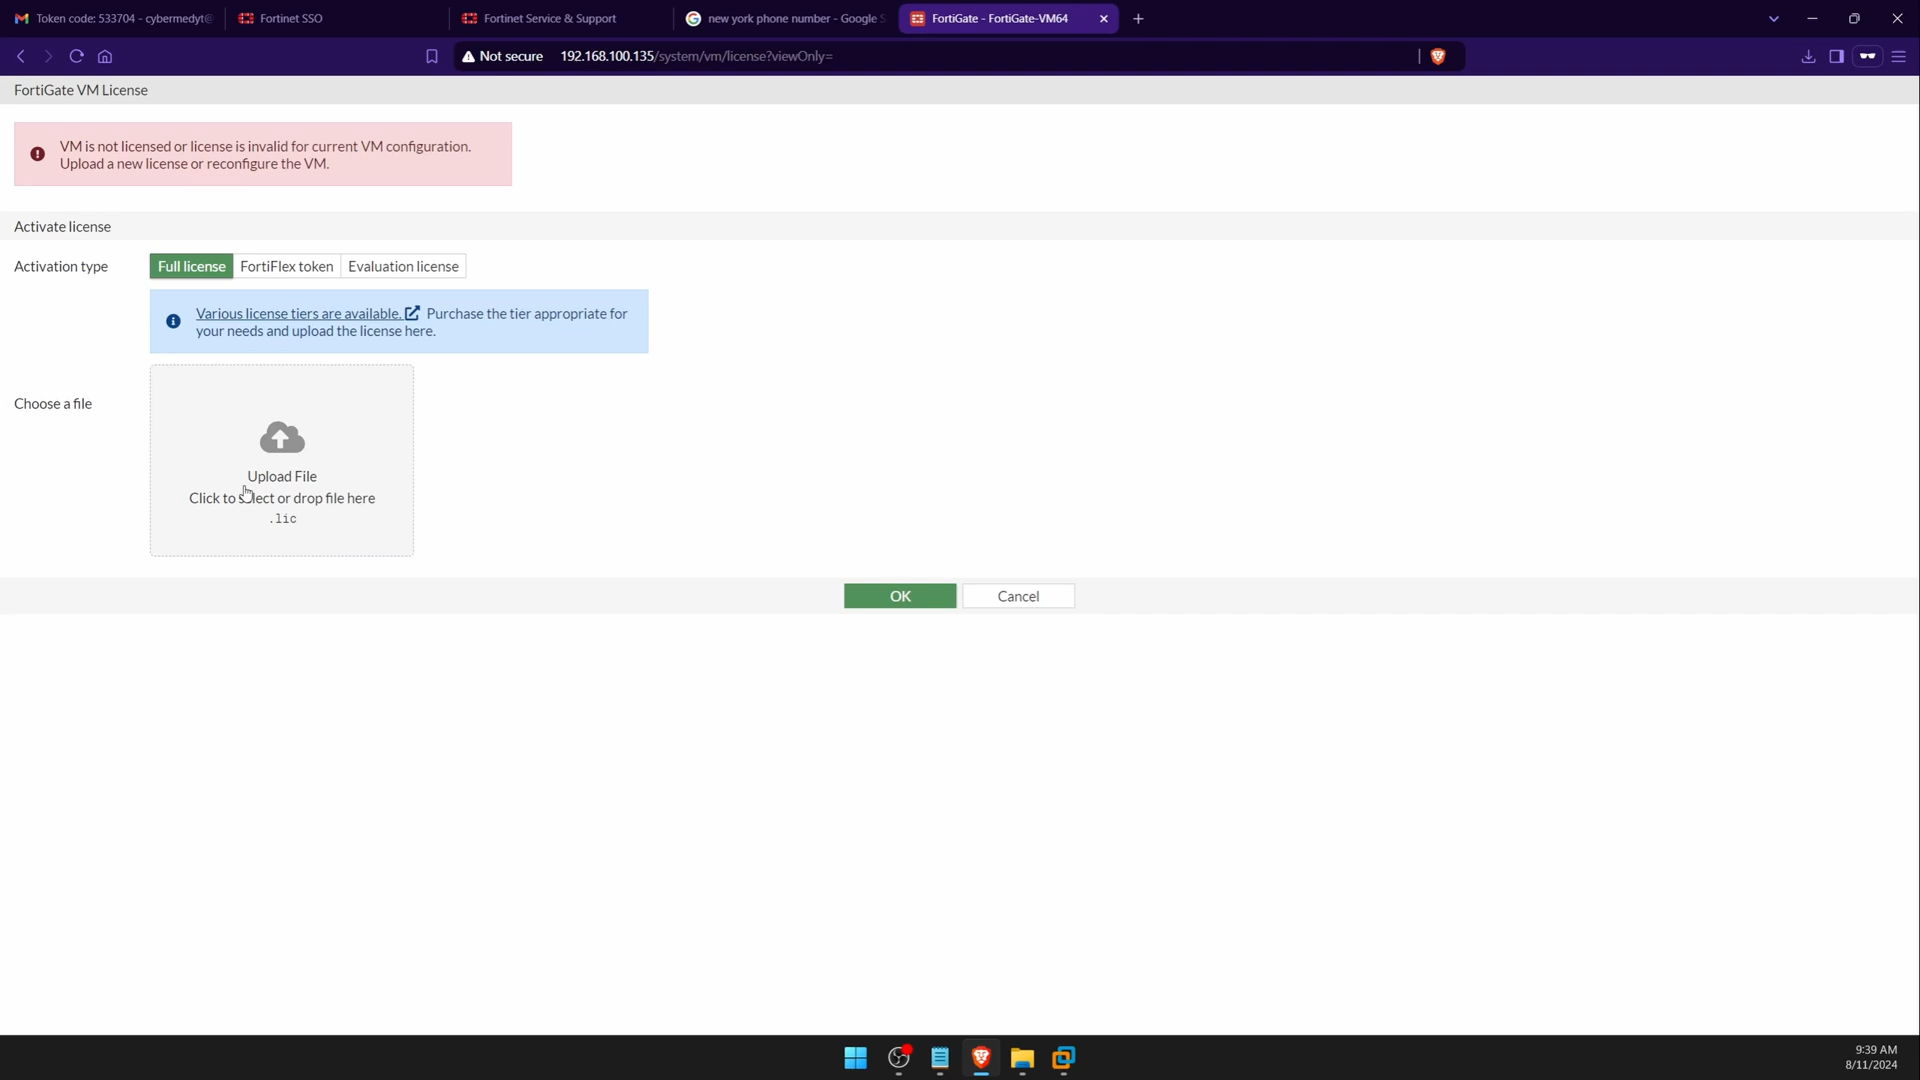 Token code: 533704 - cybermedyt@
Fortinet SSO
Fortinet Service & Support
new york phone number - Google S
FortiGate - FortiGate-VM64
Not secure
192.168.100.135/system/vm/license?viewOnly=
FortiGate VM License
VM is not licensed or license is invalid for current VM configuration.
Upload a new license or reconfigure the VM.
Activate license
Activation type
Full license
FortiFlex token
Evaluation license
Various license tiers are available. Purchase the tier appropriate for
your needs and upload the license here.
Choose a file
Upload File
Click to select or drop file here
.lic
OK
Cancel
9:39 AM
8/11/2024